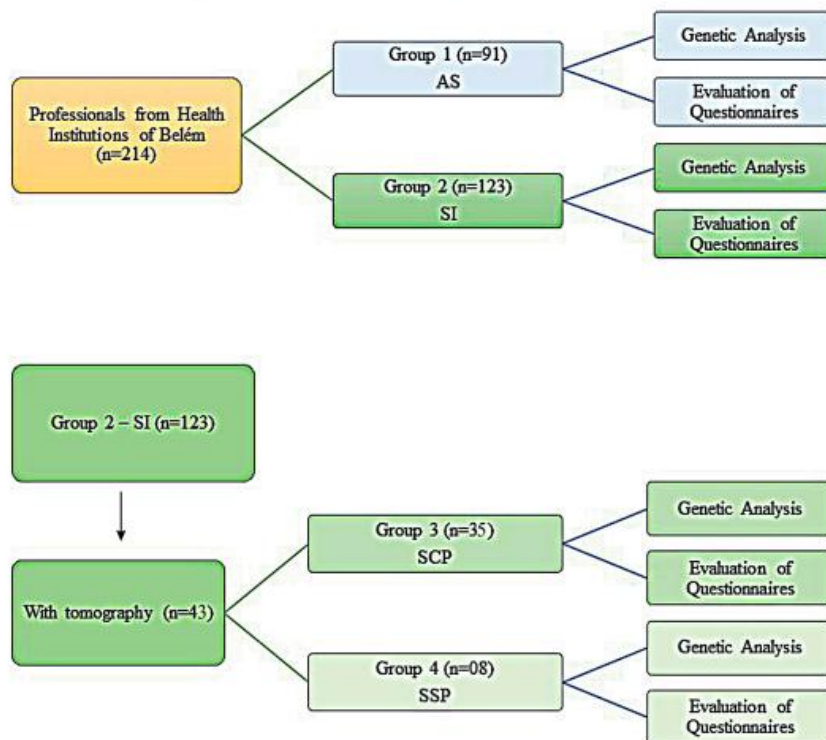 Professionals from Health
Institutions of Belém
(n=214)
Group 1 (n=91)
AS
Genetic Analysis
Evaluation of
Questionnaires
Group 2 (n=123)
SI
Genetic Analysis
Evaluation of
Questionnaires
Group 2 – SI (n=123)
With tomography (n=43)
Group 3 (n=35)
SCP
Genetic Analysis
Evaluation of
Questionnaires
Group 4 (n=08)
SSP
Genetic Analysis
Evaluation of
Questionnaires